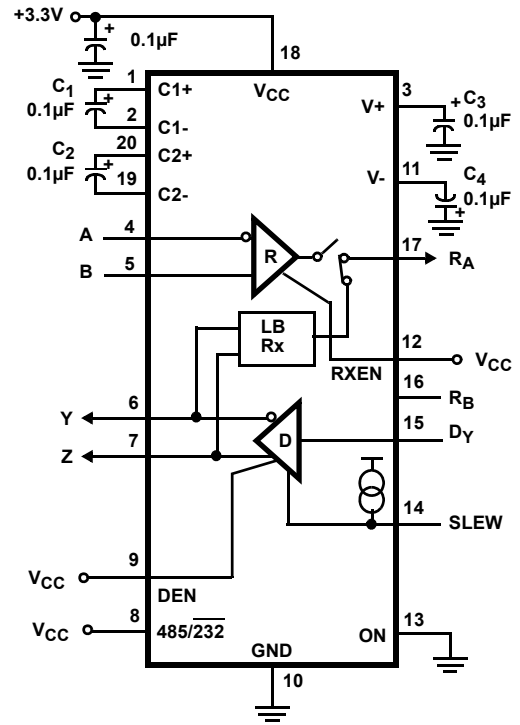 +3.3V
0.1µF
18
1
C1+
VCC
3
V+
C1
0.1µF
C3
0.1µF
2
C1-
20
C2+
C2
0.1µF
19
C2-
11
V-
C4
0.1µF
A
4
R
17
RA
B
5
LB
Rx
RXEN
12
VCC
16
RB
Y
6
D
15
DY
Z
7
14
SLEW
VCC
9
DEN
VCC
8
485/232
13
ON
GND
10